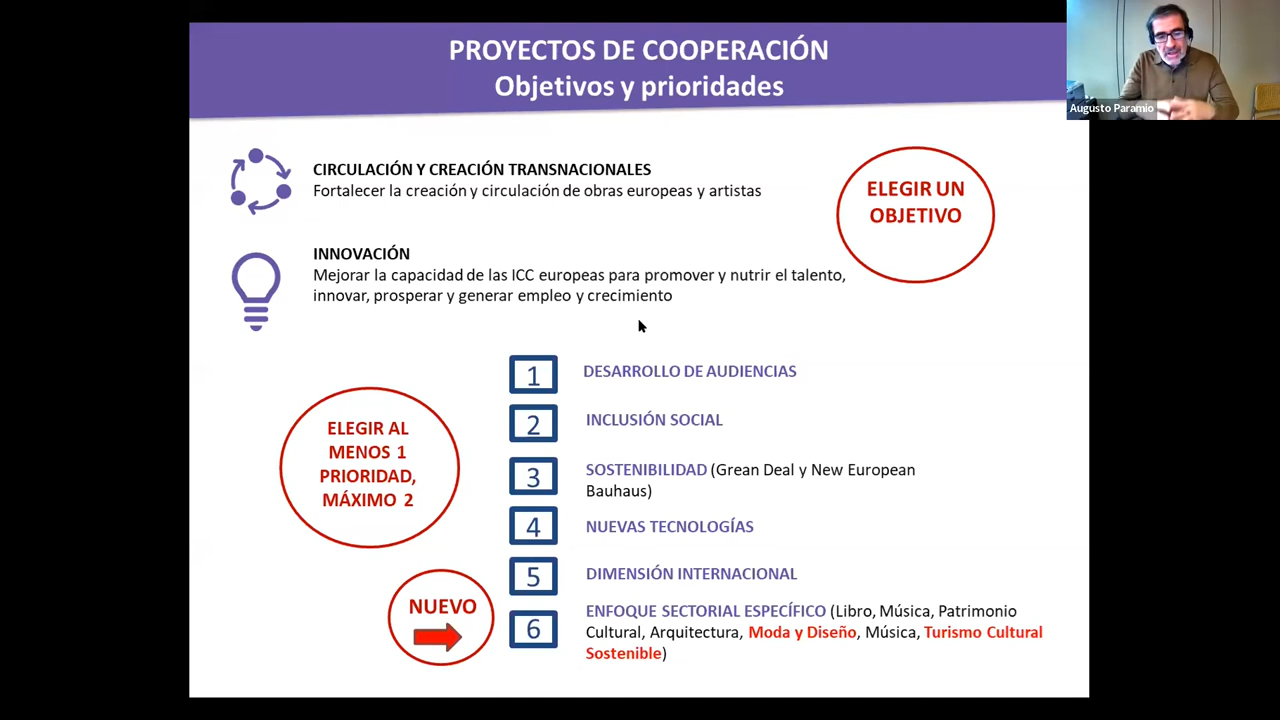 PROYECTOS DE COOPERACIÓN
Objetivos y prioridades
Augusto Paramio
CIRCULACIÓN Y CREACIÓN TRANSNACIONALES
Fortalecer la creación y circulación de obras europeas y artistas
ELEGIR UN
OBJETIVO
INNOVACIÓN
Mejorar la capacidad de las ICC europeas para promover y nutrir el talento,
innovar, prosperar y generar empleo y crecimiento
ELEGIR AL
MENOS 1
PRIORIDAD,
MÁXIMO 2
1 DESARROLLO DE AUDIENCIAS
2 INCLUSIÓN SOCIAL
3 SOSTENIBILIDAD (Grean Deal y New European
Bauhaus)
4 NUEVAS TECNOLOGÍAS
5 DIMENSIÓN INTERNACIONAL
NUEVO
6 ENFOQUE SECTORIAL ESPECÍFICO (Libro, Música, Patrimonio
Cultural, Arquitectura, Moda y Diseño, Música, Turismo Cultural
Sostenible)